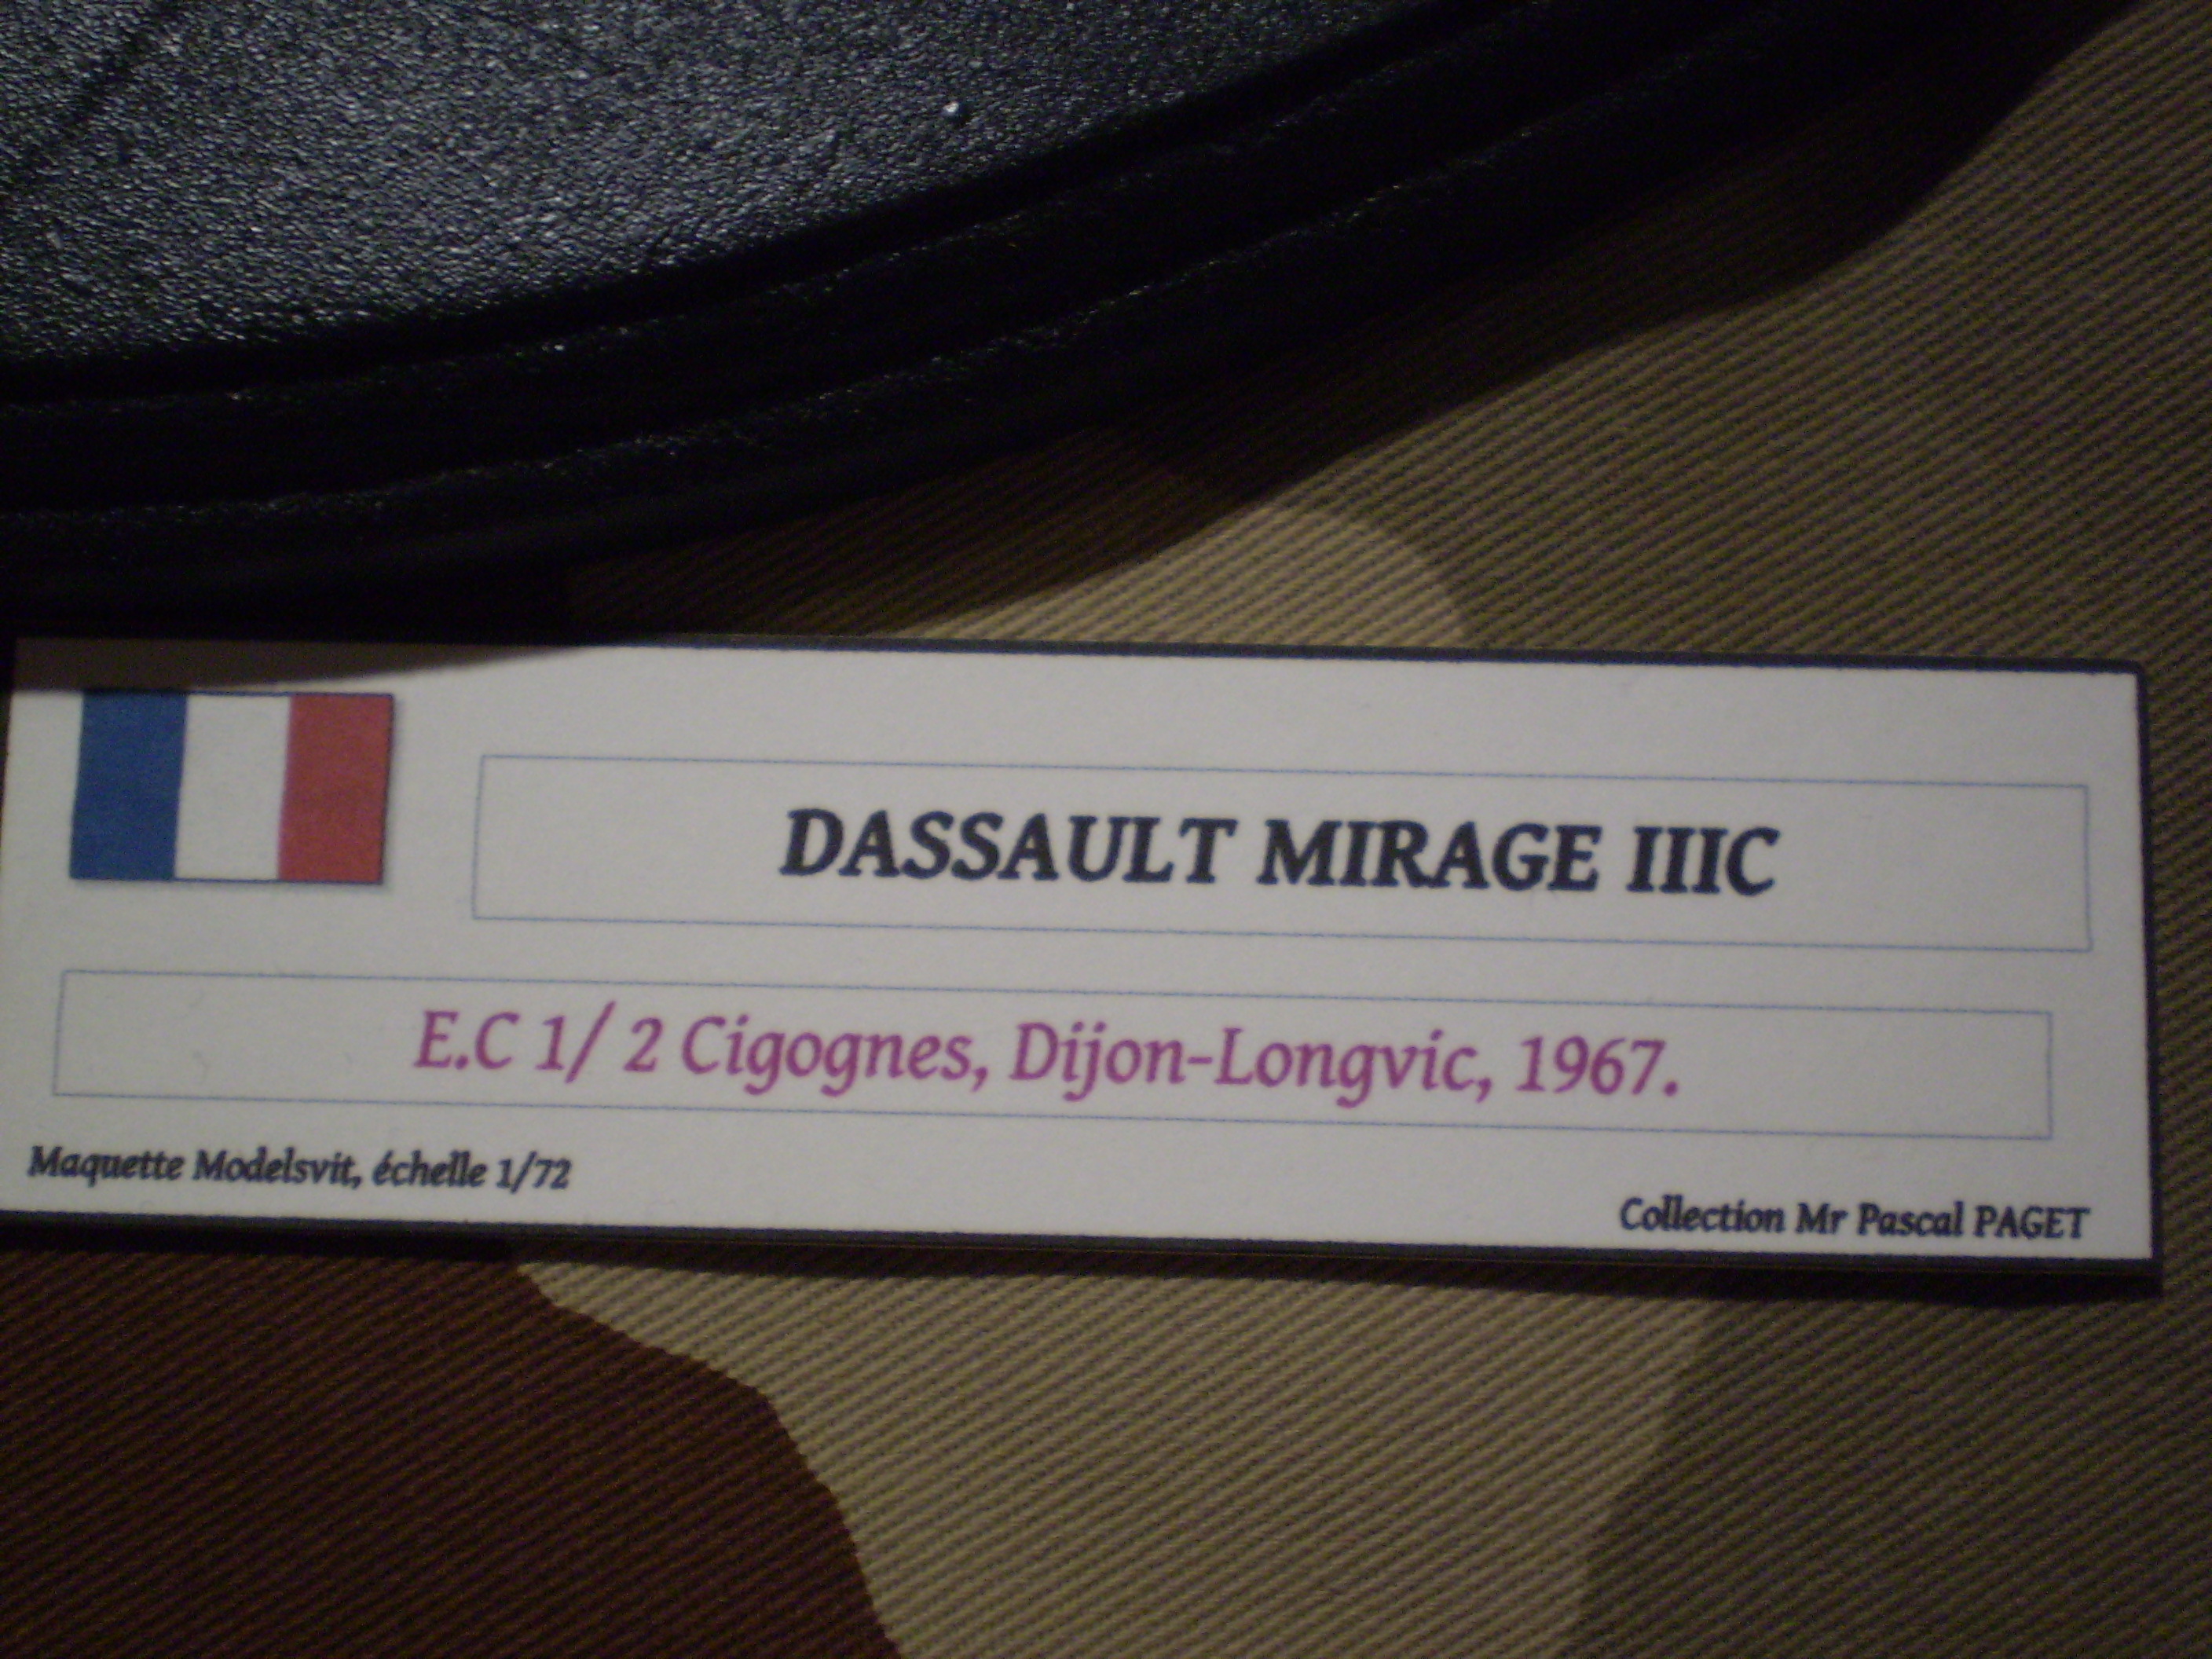 DASSAULT MIRAGE IIIC
E.C 1/ 2 Cigognes, Dijon-Longvic, 1967.
Maquette Modelsvit, échelle 1/72
Collection Mr Pascal PAGET